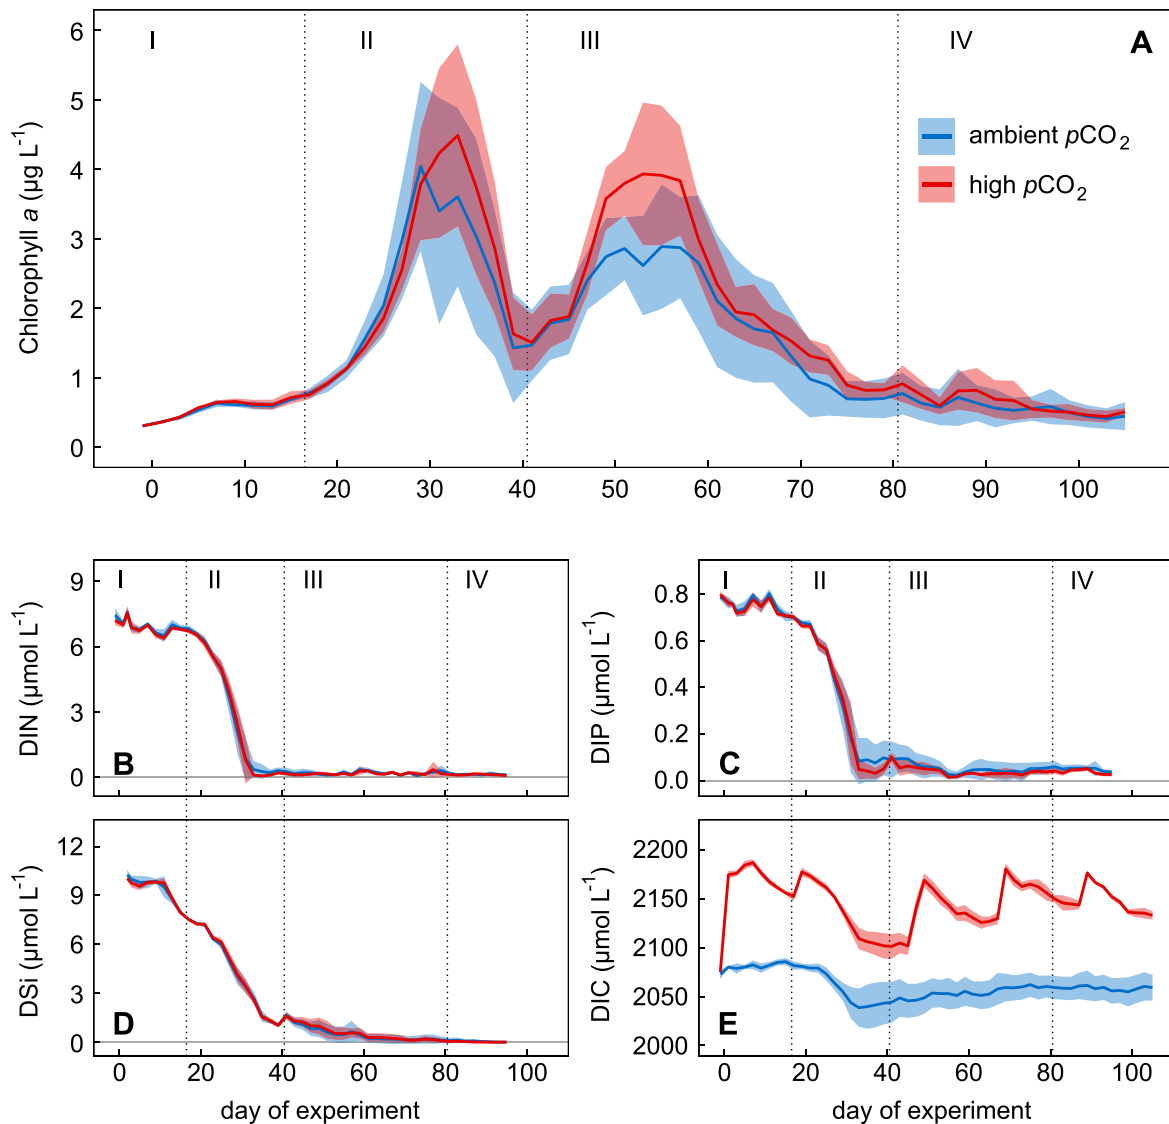 I II III IV A
6
5
4
3
2
1
0
Chlorophyll a (µg L⁻¹)
ambient pCO₂
high pCO₂
0 10 20 30 40 50 60 70 80 90 100
I II III IV
9
6
3
0
DIN (µmol L⁻¹)
B
I II III IV
0.8
0.6
0.4
0.2
0.0
DIP (µmol L⁻¹)
C
12
9
6
3
0
DSi (µmol L⁻¹)
D
0 20 40 60 80 100
day of experiment
2200
2150
2100
2050
2000
DIC (µmol L⁻¹)
E
0 20 40 60 80 100
day of experiment